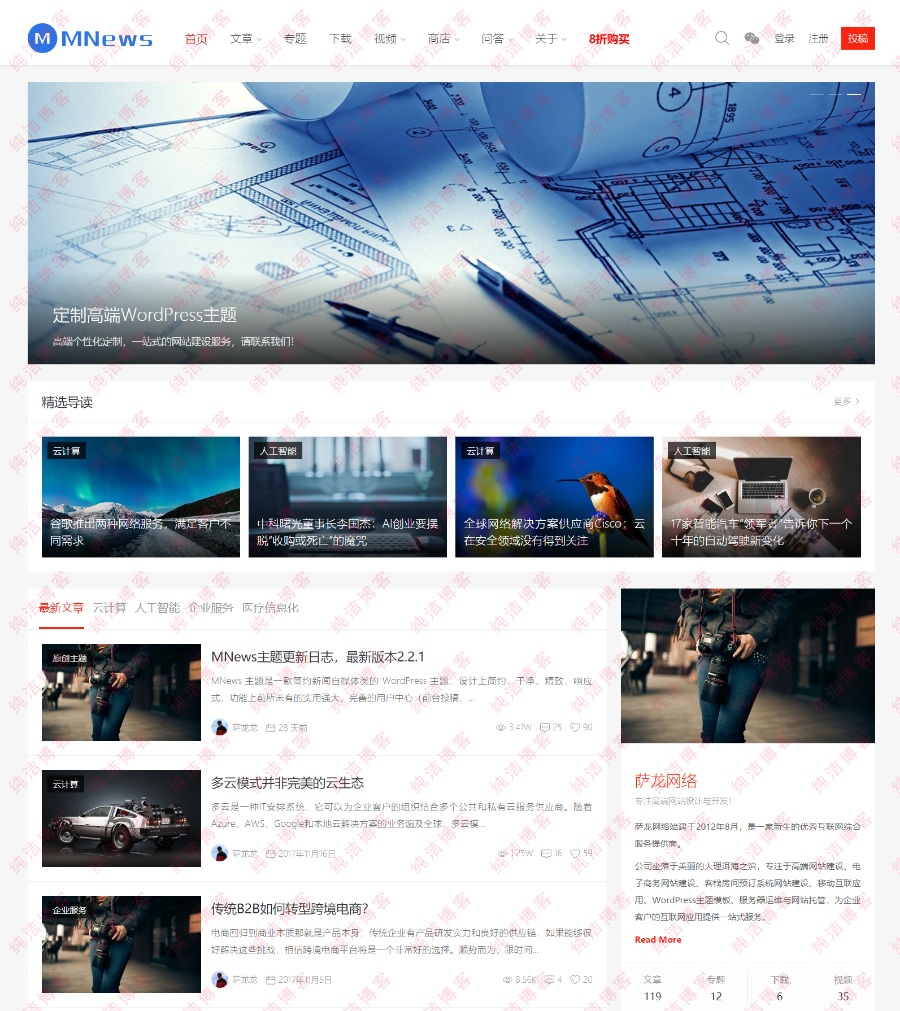 M MNews 首页 文章 专题 下载 视频 商店 问答 关于 8折购买 登录 注册 投稿
定制高端WordPress主题
高端个性化定制，一站式的网站建设服务，请联系我们！
精选导读 更多
云计算
谷歌推出两种网络服务，满足客户不
同需求
人工智能
中科曙光董事长李国杰：AI创业要摆
脱“收购或死亡”的魔咒
云计算
全球网络解决方案供应商Cisco：云
在安全领域没有得到关注
人工智能
17家智能汽车“领军者”告诉你下一个
十年的自动驾驶新变化
最新文章 云计算 人工智能 企业服务 医疗信息化
原创主题
MNews主题更新日志，最新版本2.2.1
MNews 主题是一款简约新闻自媒体类的 WordPress 主题，设计上简约、干净、精致、响应
式，功能上前所未有的实用强大，完善的用户中心（前台投稿、...
萨龙龙 28 天前 3.41W 25 90
云计算
多云模式并非完美的云生态
多云是一种IT安排系统，它可以为企业客户的组织结合多个公共和私有云服务供应商。随着
Azure、AWS、Google和本地云解决方案的业务遍及全球，多云模...
萨龙龙 2017年11月16日 1.25W 16 59
企业服务
传统B2B如何转型跨境电商？
电商回归到商业本质那就是产品本身，传统企业有产品研发实力和良好的供应链，如果能够很
好解决这些挑战，相信跨境电商平台将是一个非常好的选择。顺势而为，限时问...
萨龙龙 2017年11月5日 8.56K 4 20
萨龙网络
专注高端网站设计与开发！
萨龙网络始建于2012年8月，是一家新生的优秀互联网综合
服务提供商。
公司坐落于美丽的大理洱海之滨，专注于高端网站建设、电
子商务网站建设、客栈房间预订系统网站建设、移动互联应
用、WordPress主题模板、服务器运维与网站托管，为企业
客户的互联网应用提供一站式服务。
Read More
文章 专题 下载 视频
119 12 6 35
纯洁博客